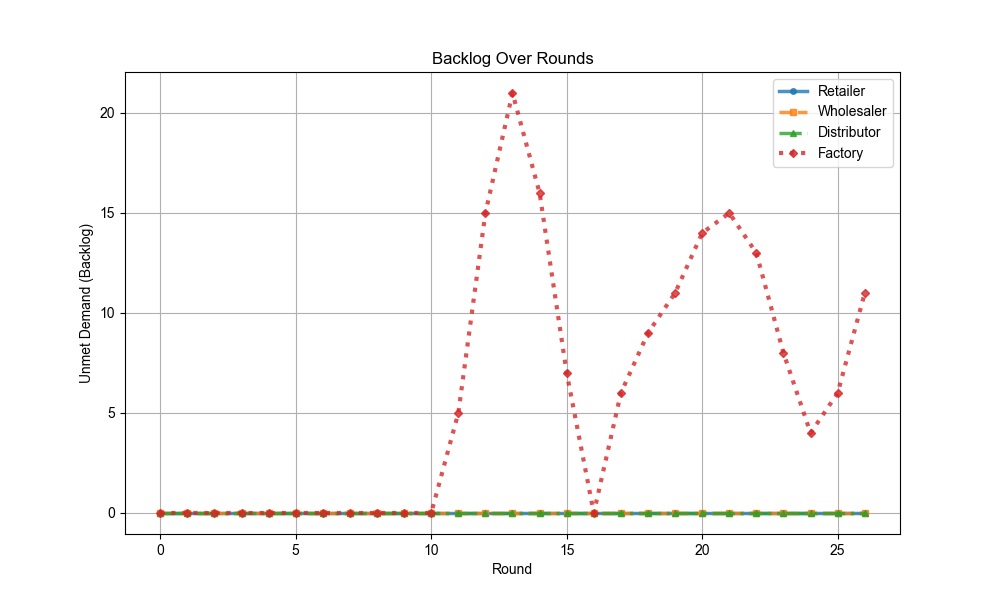 Backlog Over Rounds
Retailer
Wholesaler
Distributor
Factory
Unmet Demand (Backlog)
20
15
10
5
0
0 5 10 15 20 25
Round